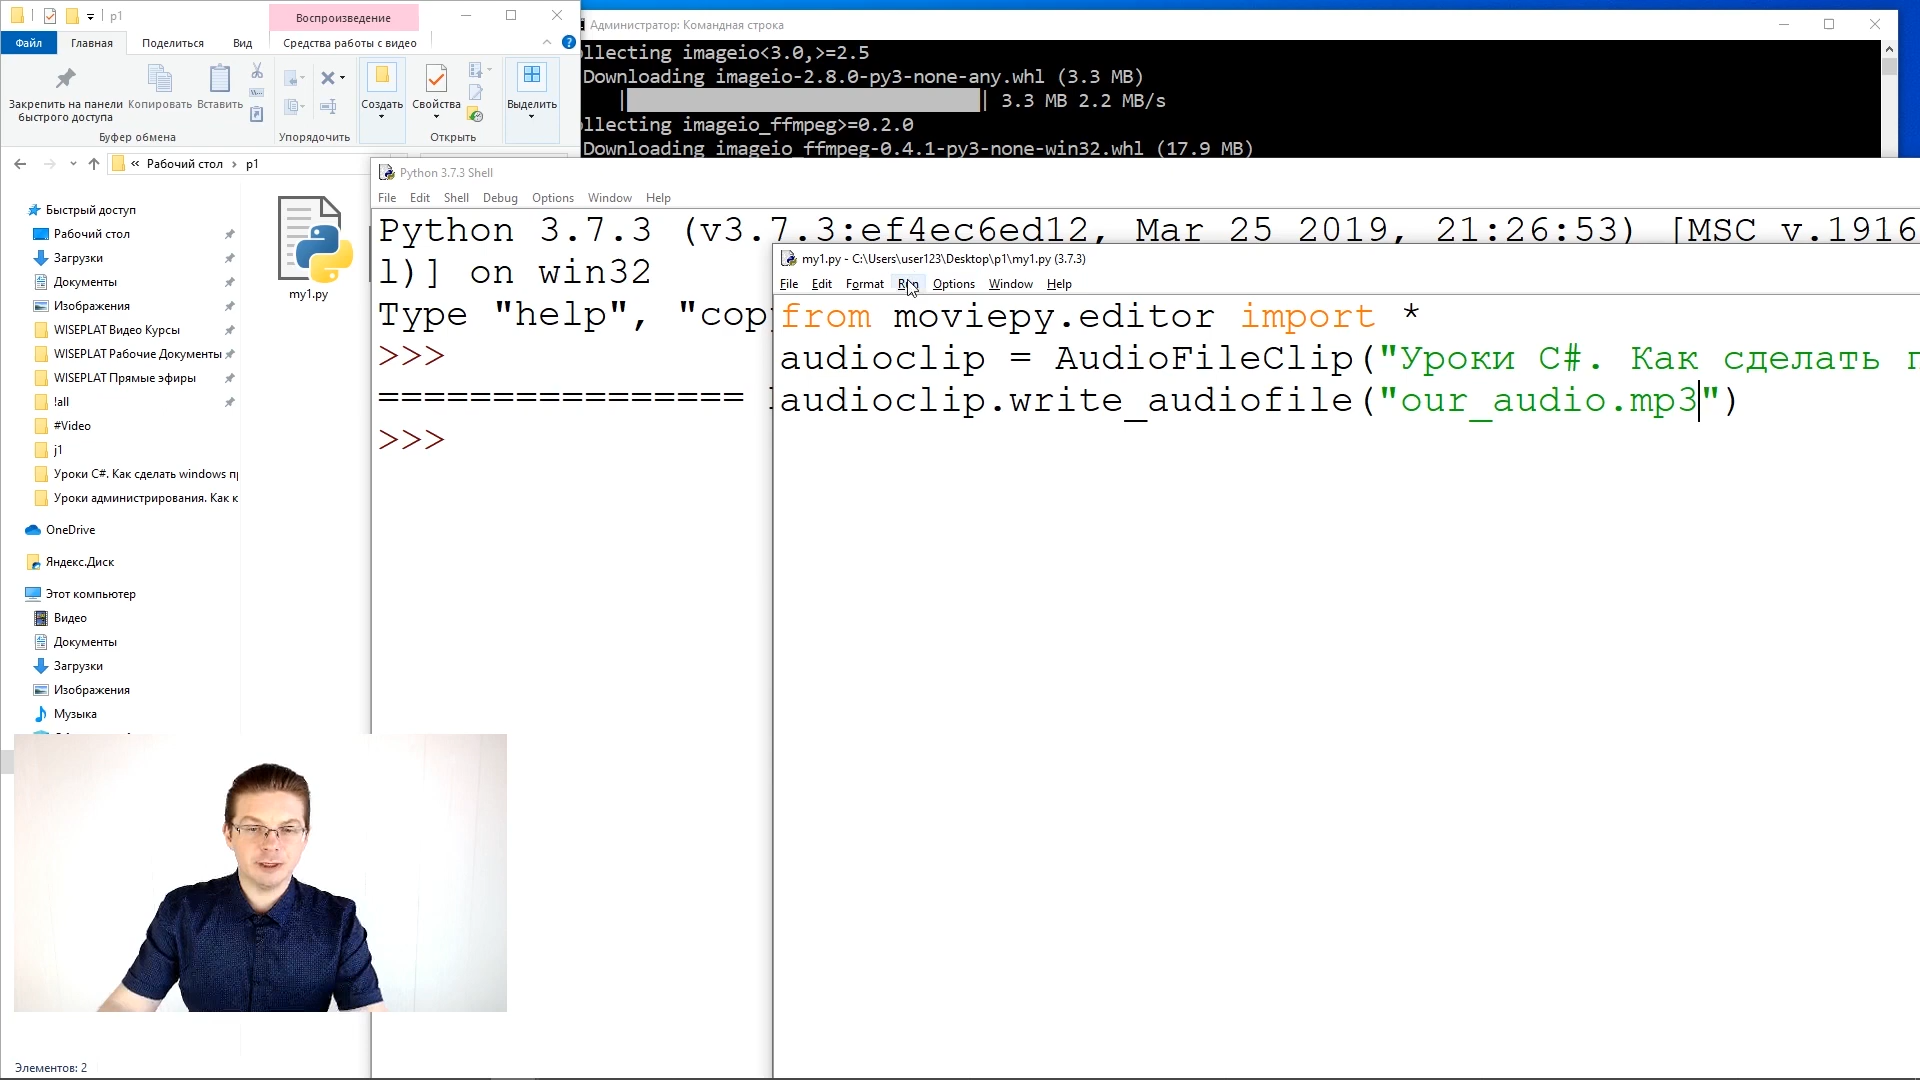 p1
Воспроизведение
Файл
Главная
Поделиться
Вид
Средства работы с видео
Закрепить на панели быстрого доступа
Копировать
Вставить
Создать
Свойства
Выделить
Буфер обмена
Упорядочить
Открыть
« Рабочий стол › p1
Быстрый доступ
Рабочий стол
Загрузки
Документы
Изображения
WISEPLAT Видео Курсы
WISEPLAT Рабочие Документы
WISEPLAT Прямые эфиры
!all
#Video
j1
Уроки C#. Как сделать windows
Уроки администрирования. Как к
OneDrive
Яндекс.Диск
Этот компьютер
Видео
Документы
Загрузки
Изображения
Музыка
Элементов: 2
my1.py
Администратор: Командная строка
ollecting imageio<3.0,>=2.5
Downloading imageio-2.8.0-py3-none-any.whl (3.3 MB)
| 3.3 MB 2.2 MB/s
ollecting imageio_ffmpeg>=0.2.0
Downloading imageio_ffmpeg-0.4.1-py3-none-win32.whl (17.9 MB)
Python 3.7.3 Shell
File Edit Shell Debug Options Window Help
Python 3.7.3 (v3.7.3:ef4ec6ed12, Mar 25 2019, 21:26:53) [MSC v.1916
l)] on win32
Type "help", "cop
>>>
================
>>>
my1.py - C:\Users\user123\Desktop\p1\my1.py (3.7.3)
File Edit Format Run Options Window Help
from moviepy.editor import *
audioclip = AudioFileClip("Уроки C#. Как сделать п
audioclip.write_audiofile("our_audio.mp3")